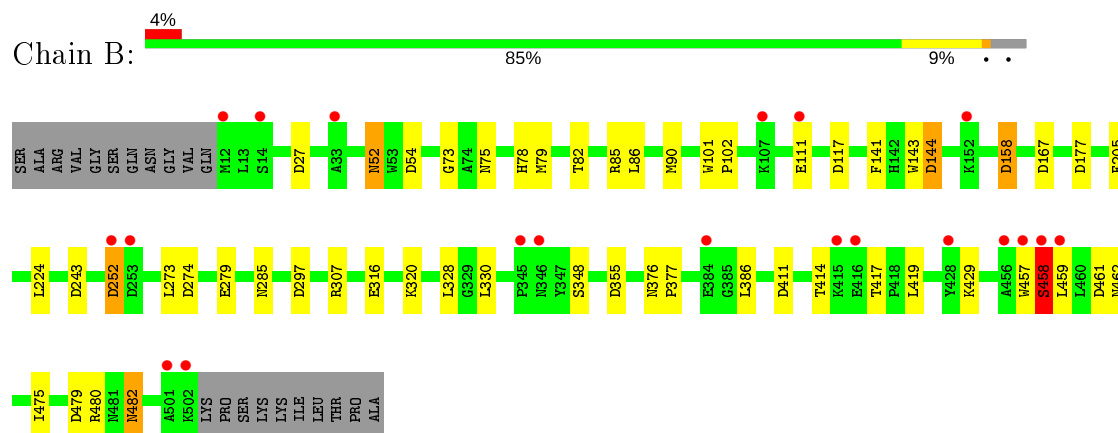 4%
Chain B:
85%
9%
•
•
SER ALA ARG VAL GLY SER GLN ASN GLY VAL GLN M12 L13 S14 D27 A33 N52 W53 D54 G73 A74 N75 H78 M79 T82 R85 L86 M90 W101 P102 K107 E111 D117 F141 H142 W143 D144 K152 D158 D167 D177
L224 D243 D252 D253 L273 D274 E279 N285 D297 R307 E316 K320 L328 G329 L330 P345 N346 Y347 S348 D355 N376 P377 E384 G385 L386 D411 T414 K415 E416 T417 P418 L419 Y428 K429 A456 W457 S458 L459 L460 D461
I475 D479 R480 N481 N482 A501 K502 LYS PRO SER LYS LYS ILE LEU THR PRO ALA